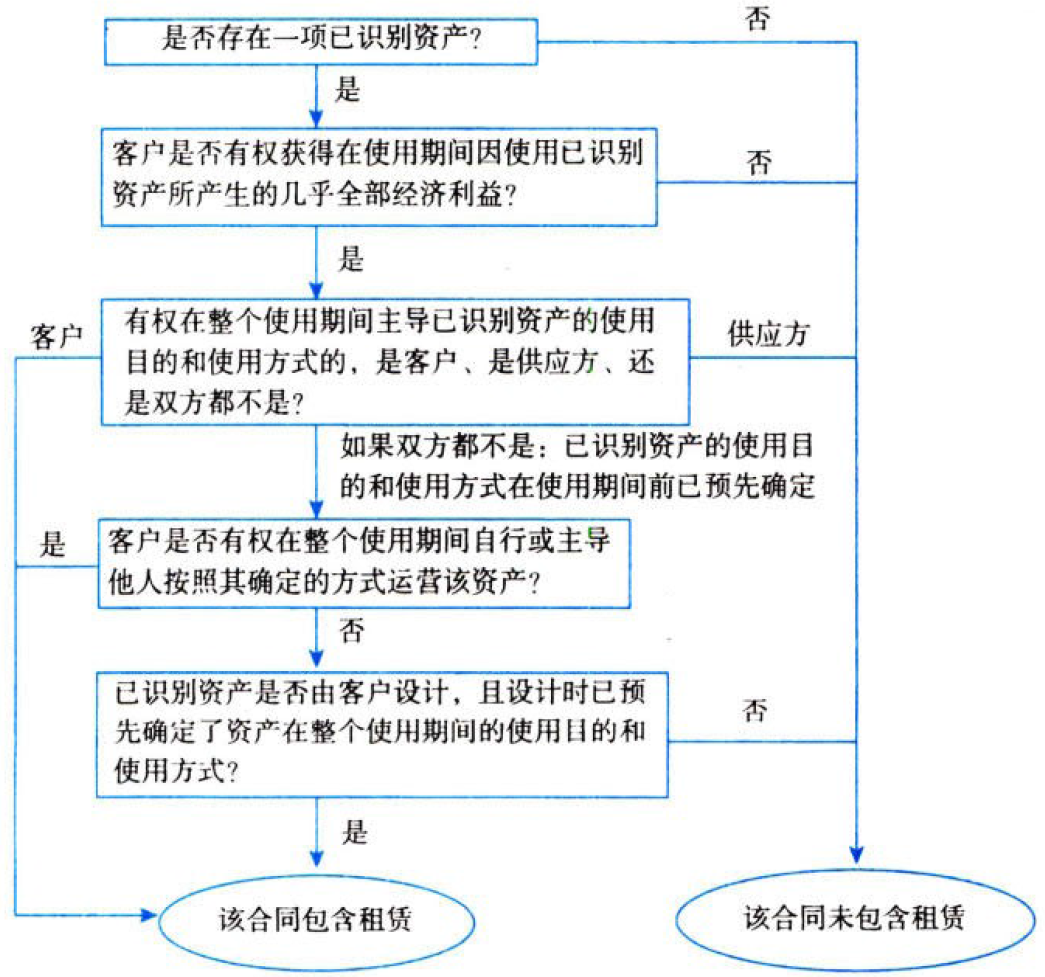 是否存在一项已识别资产？
否
是
客户是否有权获得在使用期间因使用已识别
资产所产生的几乎全部经济利益？
否
是
客户
有权在整个使用期间主导已识别资产的使用
目的和使用方式的，是客户、是供应方、还
是双方都不是？
供应方
如果双方都不是：已识别资产的使用目
的和使用方式在使用期间前已预先确定
是
客户是否有权在整个使用期间自行或主导
他人按照其确定的方式运营该资产？
否
已识别资产是否由客户设计，且设计时已预
先确定了资产在整个使用期间的使用目的和
使用方式？
否
是
该合同包含租赁
该合同未包含租赁